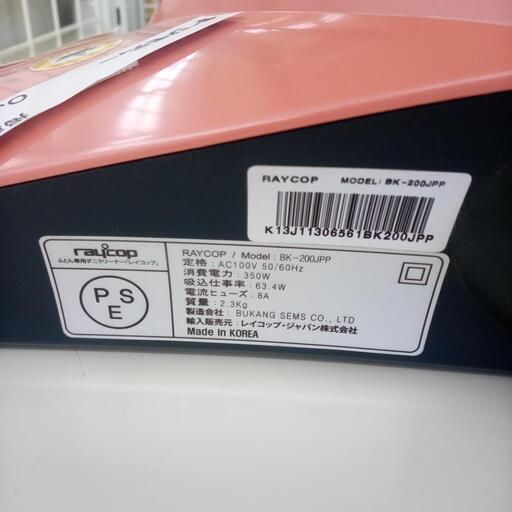 RAYCOP MODEL: BK-200JPP
K13J11306561BK200JPP
raycop
ふとん専用ダニクリーナー「レイコップ」
PSE
RAYCOP / Model: BK-200JPP
定格：AC100V 50/60Hz
消費電力：350W
吸込仕事率：63.4W
電流ヒューズ：8A
質量：2.3Kg
製造会社： BUKANG SEMS CO., LTD
輸入販売元：レイコップ・ジャパン株式会社
Made in KOREA